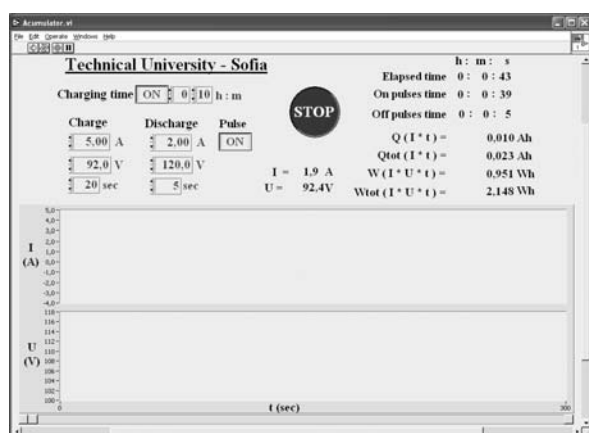 Acumulator.vi
File Edit Operate Windows Help
Technical University - Sofia
h : m : s
Elapsed time 0 : 0 : 43
Charging time ON 0 10 h : m
On pulses time 0 : 0 : 39
STOP
Off pulses time 0 : 0 : 5
Charge Discharge Pulse
5,00 A 2,00 A ON
Q ( I * t ) = 0,010 Ah
Qtot ( I * t ) = 0,023 Ah
92,0 V 120,0 V
I = 1,9 A
W ( I * U * t ) = 0,951 Wh
20 sec 5 sec
U = 92,4V
Wtot ( I * U * t ) = 2,148 Wh
5,0
4,0
3,0
2,0
I
1,0
(A)
0,0
-1,0
-2,0
-3,0
-4,0
118
116
114
112
U
110
(V)
108
106
104
102
100
0 t (sec) 300